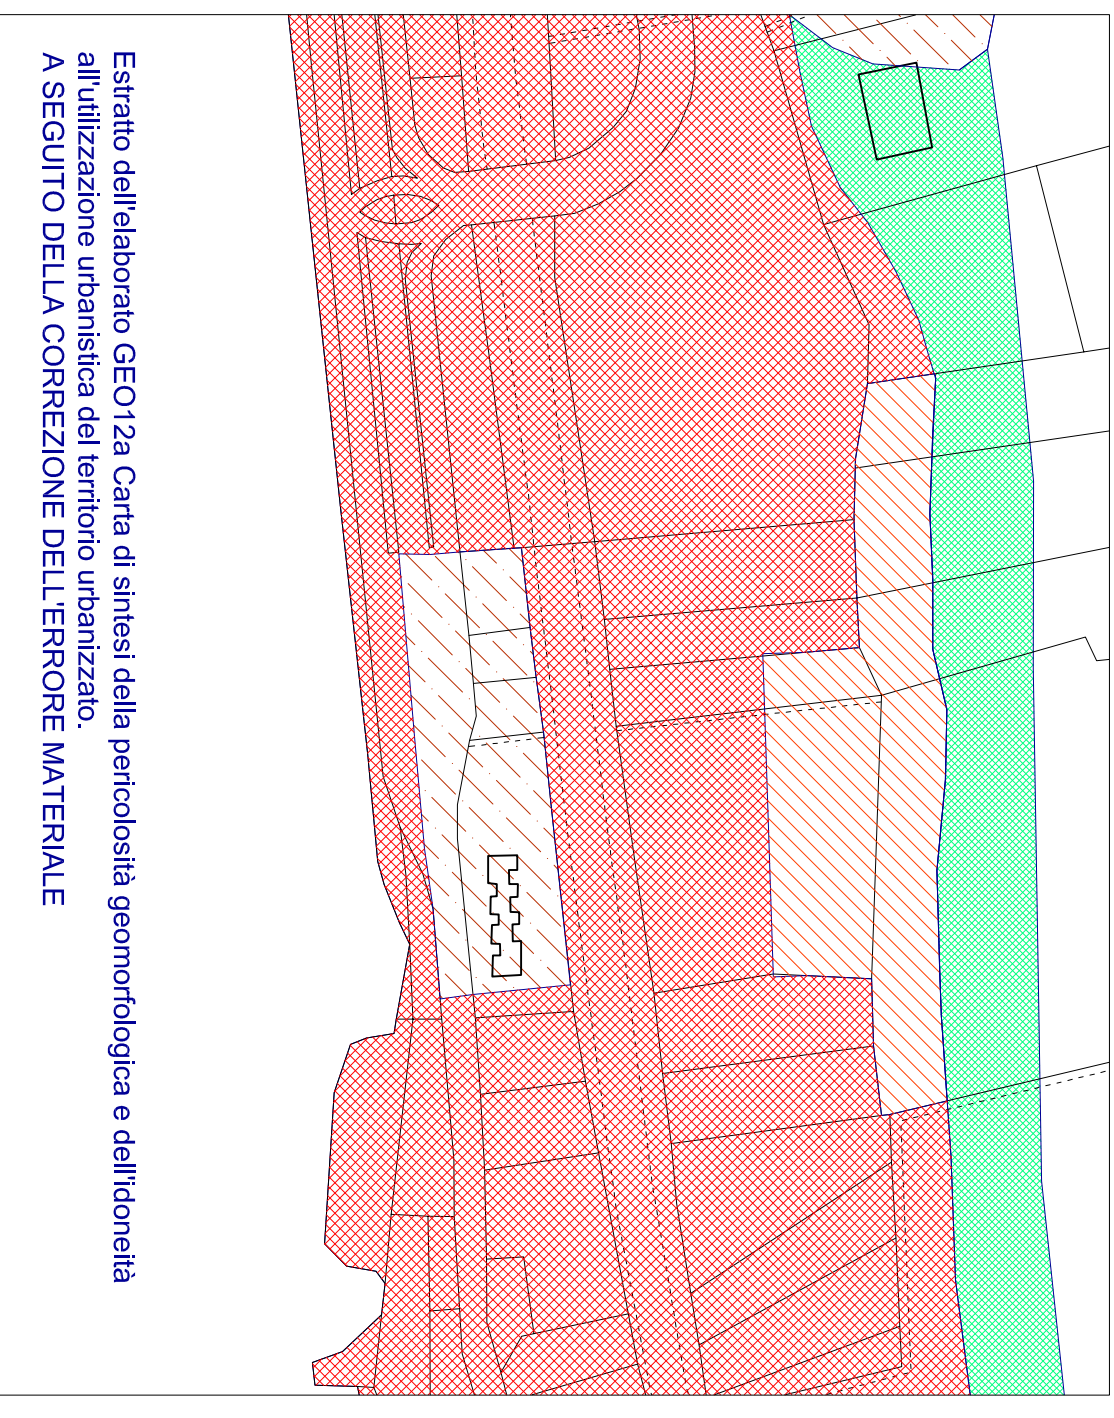 Estratto dell'elaborato GEO12a Carta di sintesi della pericolosità geomorfologica e dell'idoneità
all'utilizzazione urbanistica del territorio urbanizzato.
A SEGUITO DELLA CORREZIONE DELL'ERRORE MATERIALE